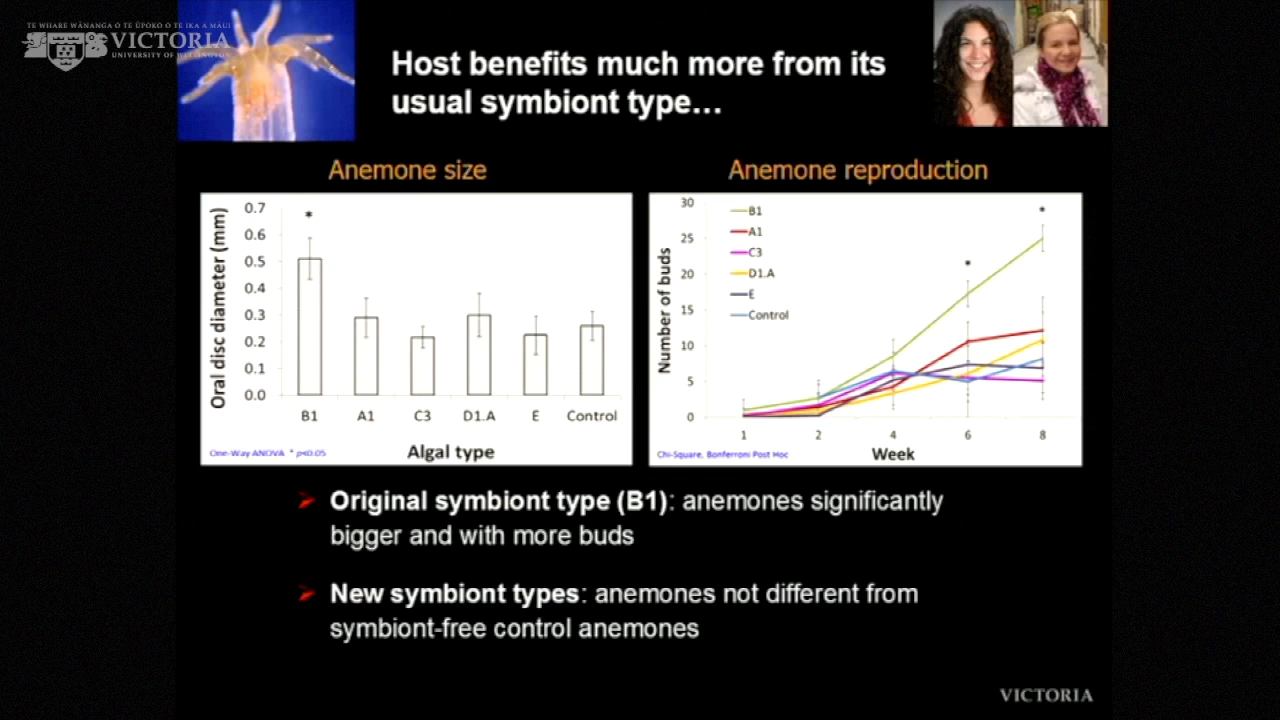 TE WHARE WĀNANGA O TE ŪPOKO O TE IKA A MĀUI
VICTORIA
UNIVERSITY OF WELLINGTON
Host benefits much more from its
usual symbiont type…
Anemone size
Anemone reproduction
Oral disc diameter (mm)
0.7
0.6
0.5
0.4
0.3
0.2
0.1
0.0
*
B1 A1 C3 D1.A E Control
One-Way ANOVA * p<0.05
Algal type
Number of buds
30
25
20
15
10
5
0
B1
A1
C3
D1.A
E
Control
*
*
1 2 4 6 8
Chi-Square, Bonferroni Post Hoc
Week
Original symbiont type (B1): anemones significantly
bigger and with more buds
New symbiont types: anemones not different from
symbiont-free control anemones
VICTORIA